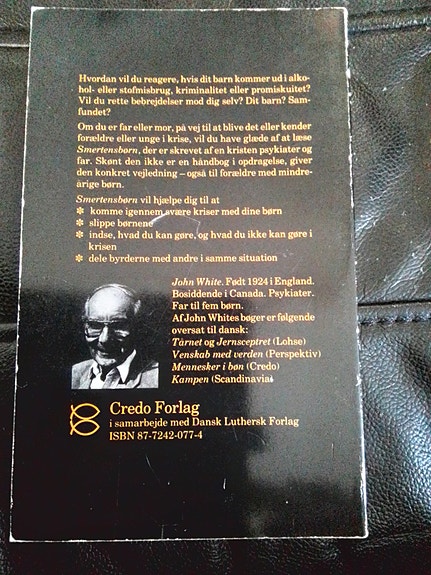 Hvordan vil du reagere, hvis dit barn kommer ud i alko-
hol- eller stofmisbrug, kriminalitet eller promiskuitet?
Vil du rette bebrejdelser mod dig selv? Dit barn? Sam-
fundet?
Om du er far eller mor, på vej til at blive det eller kender
forældre eller unge i krise, vil du have glæde af at læse
Smertensbørn, der er skrevet af en kristen psykiater og
far. Skønt den ikke er en håndbog i opdragelse, giver
den konkret vejledning – også til forældre med mindre-
årige børn.
Smertensbørn vil hjælpe dig til at
* komme igennem svære kriser med dine børn
* slippe børnene
* indse, hvad du kan gøre, og hvad du ikke kan gøre i
krisen
* dele byrderne med andre i samme situation
John White. Født 1924 i England.
Bosiddende i Canada. Psykiater.
Far til fem børn.
Af John Whites bøger er følgende
oversat til dansk:
Tårnet og Jernsceptret (Lohse)
Venskab med verden (Perspektiv)
Mennesker i bøn (Credo)
Kampen (Scandinavia)
Credo Forlag
i samarbejde med Dansk Luthersk Forlag
ISBN 87-7242-077-4